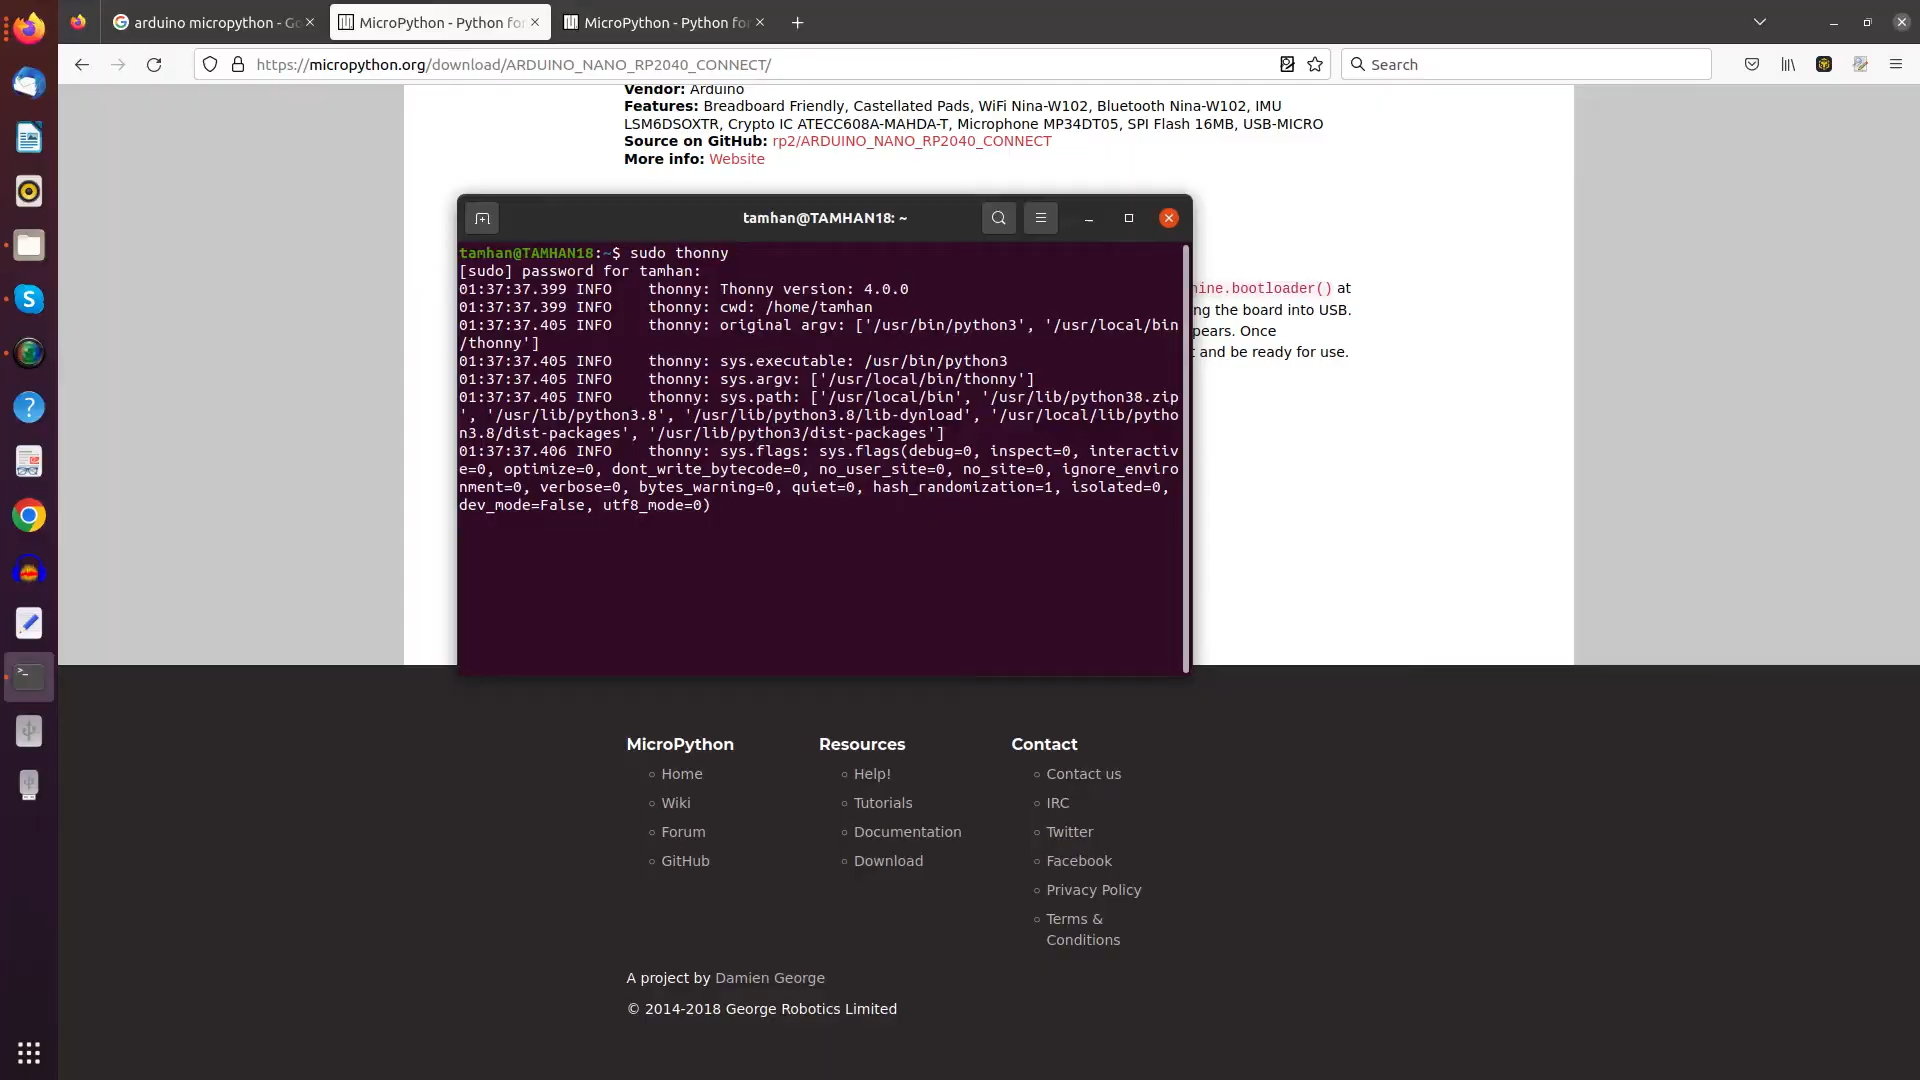 arduino micropython - Go
MicroPython - Python for
MicroPython - Python for
https://micropython.org/download/ARDUINO_NANO_RP2040_CONNECT/
Search
Vendor: Arduino
Features: Breadboard Friendly, Castellated Pads, WiFi Nina-W102, Bluetooth Nina-W102, IMU
LSM6DSOXTR, Crypto IC ATECC608A-MAHDA-T, Microphone MP34DT05, SPI Flash 16MB, USB-MICRO
Source on GitHub: rp2/ARDUINO_NANO_RP2040_CONNECT
More info: Website
tamhan@TAMHAN18: ~
tamhan@TAMHAN18:~$ sudo thonny
[sudo] password for tamhan:
01:37:37.399 INFO    thonny: Thonny version: 4.0.0
01:37:37.399 INFO    thonny: cwd: /home/tamhan
01:37:37.405 INFO    thonny: original argv: ['/usr/bin/python3', '/usr/local/bin
/thonny']
01:37:37.405 INFO    thonny: sys.executable: /usr/bin/python3
01:37:37.405 INFO    thonny: sys.argv: ['/usr/local/bin/thonny']
01:37:37.405 INFO    thonny: sys.path: ['/usr/local/bin', '/usr/lib/python38.zip
', '/usr/lib/python3.8', '/usr/lib/python3.8/lib-dynload', '/usr/local/lib/pytho
n3.8/dist-packages', '/usr/lib/python3/dist-packages']
01:37:37.406 INFO    thonny: sys.flags: sys.flags(debug=0, inspect=0, interactiv
e=0, optimize=0, dont_write_bytecode=0, no_user_site=0, no_site=0, ignore_enviro
nment=0, verbose=0, bytes_warning=0, quiet=0, hash_randomization=1, isolated=0,
dev_mode=False, utf8_mode=0)
ine.bootloader() at
ng the board into USB.
pears. Once
and be ready for use.
MicroPython
Home
Wiki
Forum
GitHub
Resources
Help!
Tutorials
Documentation
Download
Contact
Contact us
IRC
Twitter
Facebook
Privacy Policy
Terms &
Conditions
A project by Damien George
© 2014-2018 George Robotics Limited